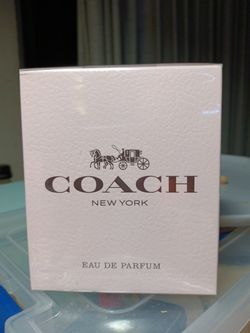 COACH
NEW YORK
EAU DE PARFUM